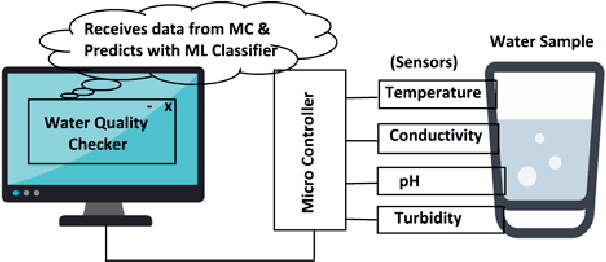 Receives data from MC &
Predicts with ML Classifier
- x
Water Quality
Checker
Micro Controller
(Sensors)
Temperature
Conductivity
pH
Turbidity
Water Sample